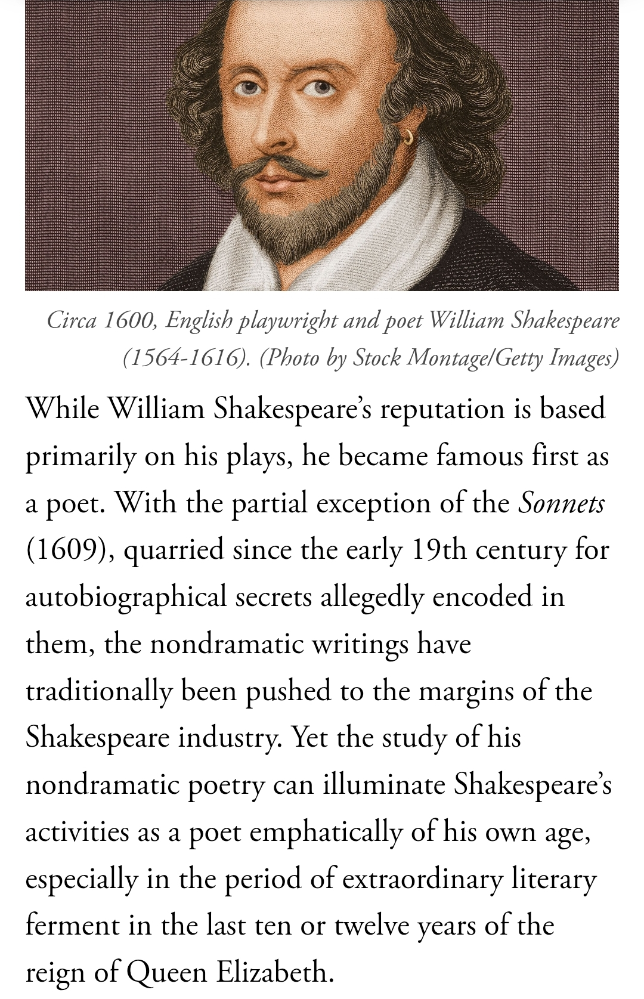 Circa 1600, English playwright and poet William Shakespeare
(1564-1616). (Photo by Stock Montage/Getty Images)
While William Shakespeare’s reputation is based
primarily on his plays, he became famous first as
a poet. With the partial exception of the Sonnets
(1609), quarried since the early 19th century for
autobiographical secrets allegedly encoded in
them, the nondramatic writings have
traditionally been pushed to the margins of the
Shakespeare industry. Yet the study of his
nondramatic poetry can illuminate Shakespeare’s
activities as a poet emphatically of his own age,
especially in the period of extraordinary literary
ferment in the last ten or twelve years of the
reign of Queen Elizabeth.